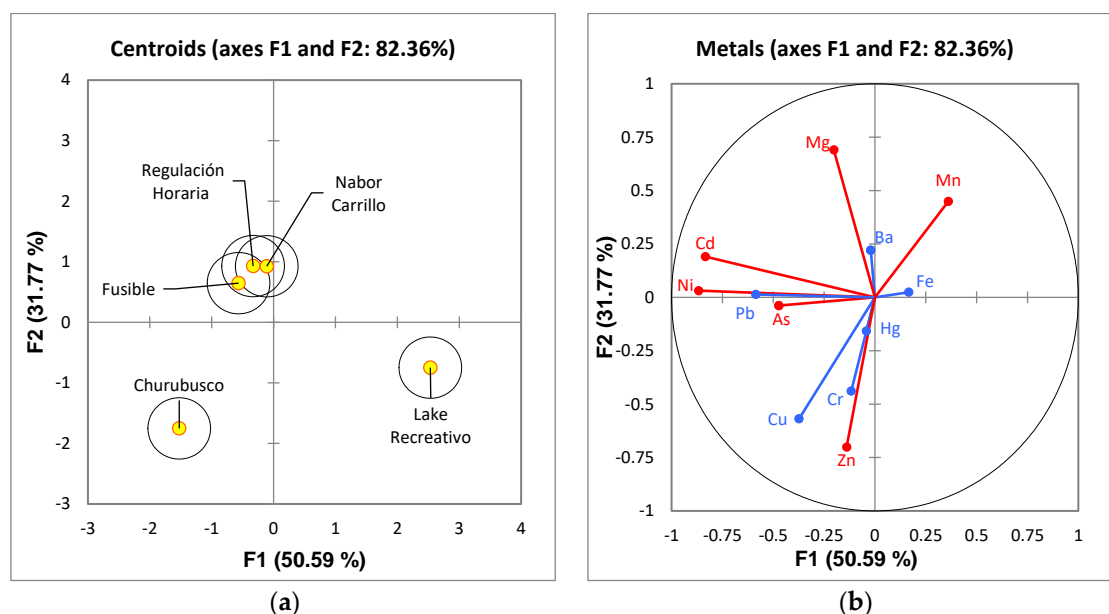 Centroids (axes F1 and F2: 82.36%)
4
3
2
1
0
-1
-2
-3
-3
-2
-1
0
1
2
3
4
F2 (31.77 %)
F1 (50.59 %)
Regulación
Horaria
Nabor
Carrillo
Fusible
Churubusco
Lake
Recreativo
(a)
Metals (axes F1 and F2: 82.36%)
1
0.75
0.5
0.25
0
-0.25
-0.5
-0.75
-1
-1
-0.75
-0.5
-0.25
0
0.25
0.5
0.75
1
F2 (31.77 %)
F1 (50.59 %)
Mg
Mn
Ba
Cd
Ni
Fe
Pb
As
Hg
Cr
Cu
Zn
(b)